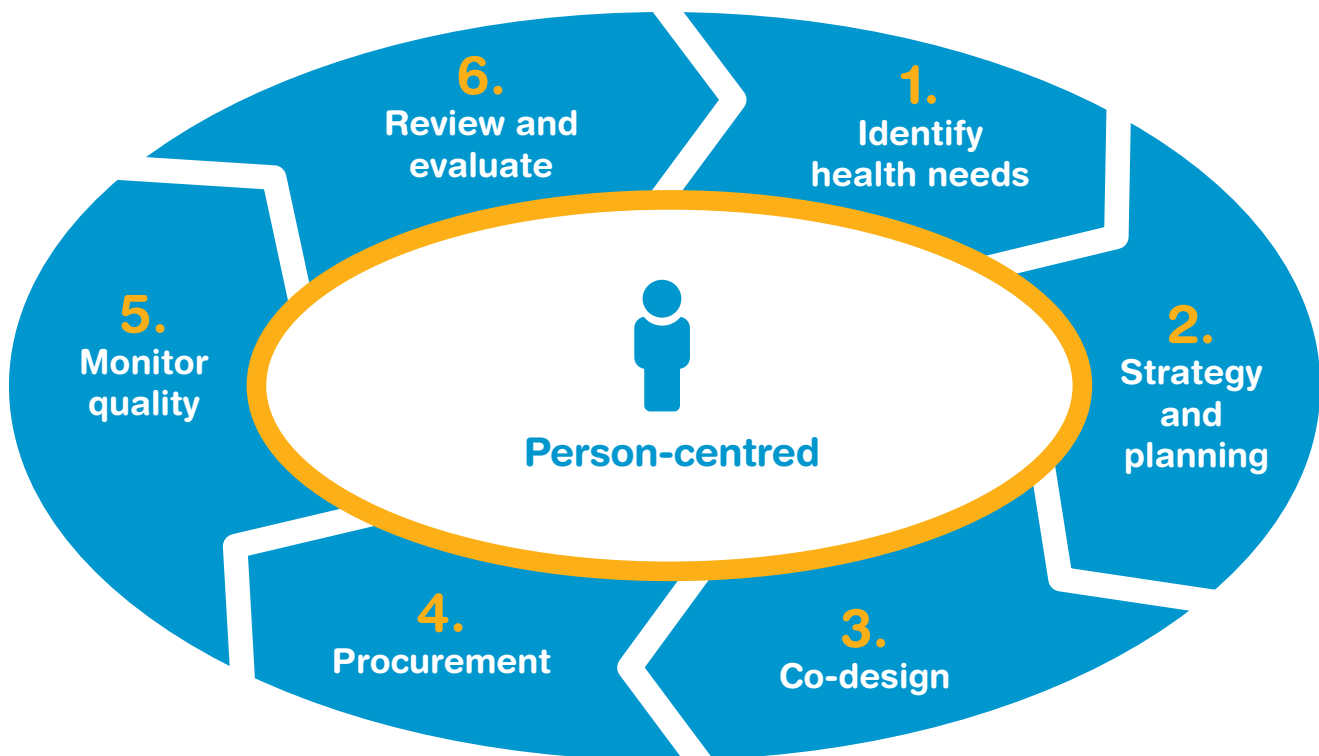 1.
Identify
health needs
2.
Strategy
and
planning
3.
Co-design
4.
Procurement
5.
Monitor
quality
6.
Review and
evaluate
Person-centred